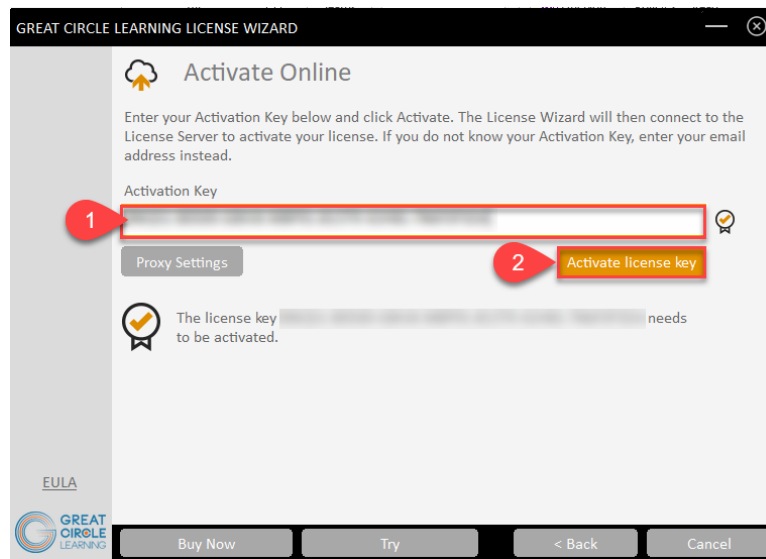 GREAT CIRCLE LEARNING LICENSE WIZARD
Activate Online
Enter your Activation Key below and click Activate. The License Wizard will then connect to the
License Server to activate your license. If you do not know your Activation Key, enter your email
address instead.
Activation Key
1
Proxy Settings
2
Activate license key
The license key needs
to be activated.
EULA
GREAT
CIRCLE
LEARNING
Buy Now
Try
< Back
Cancel